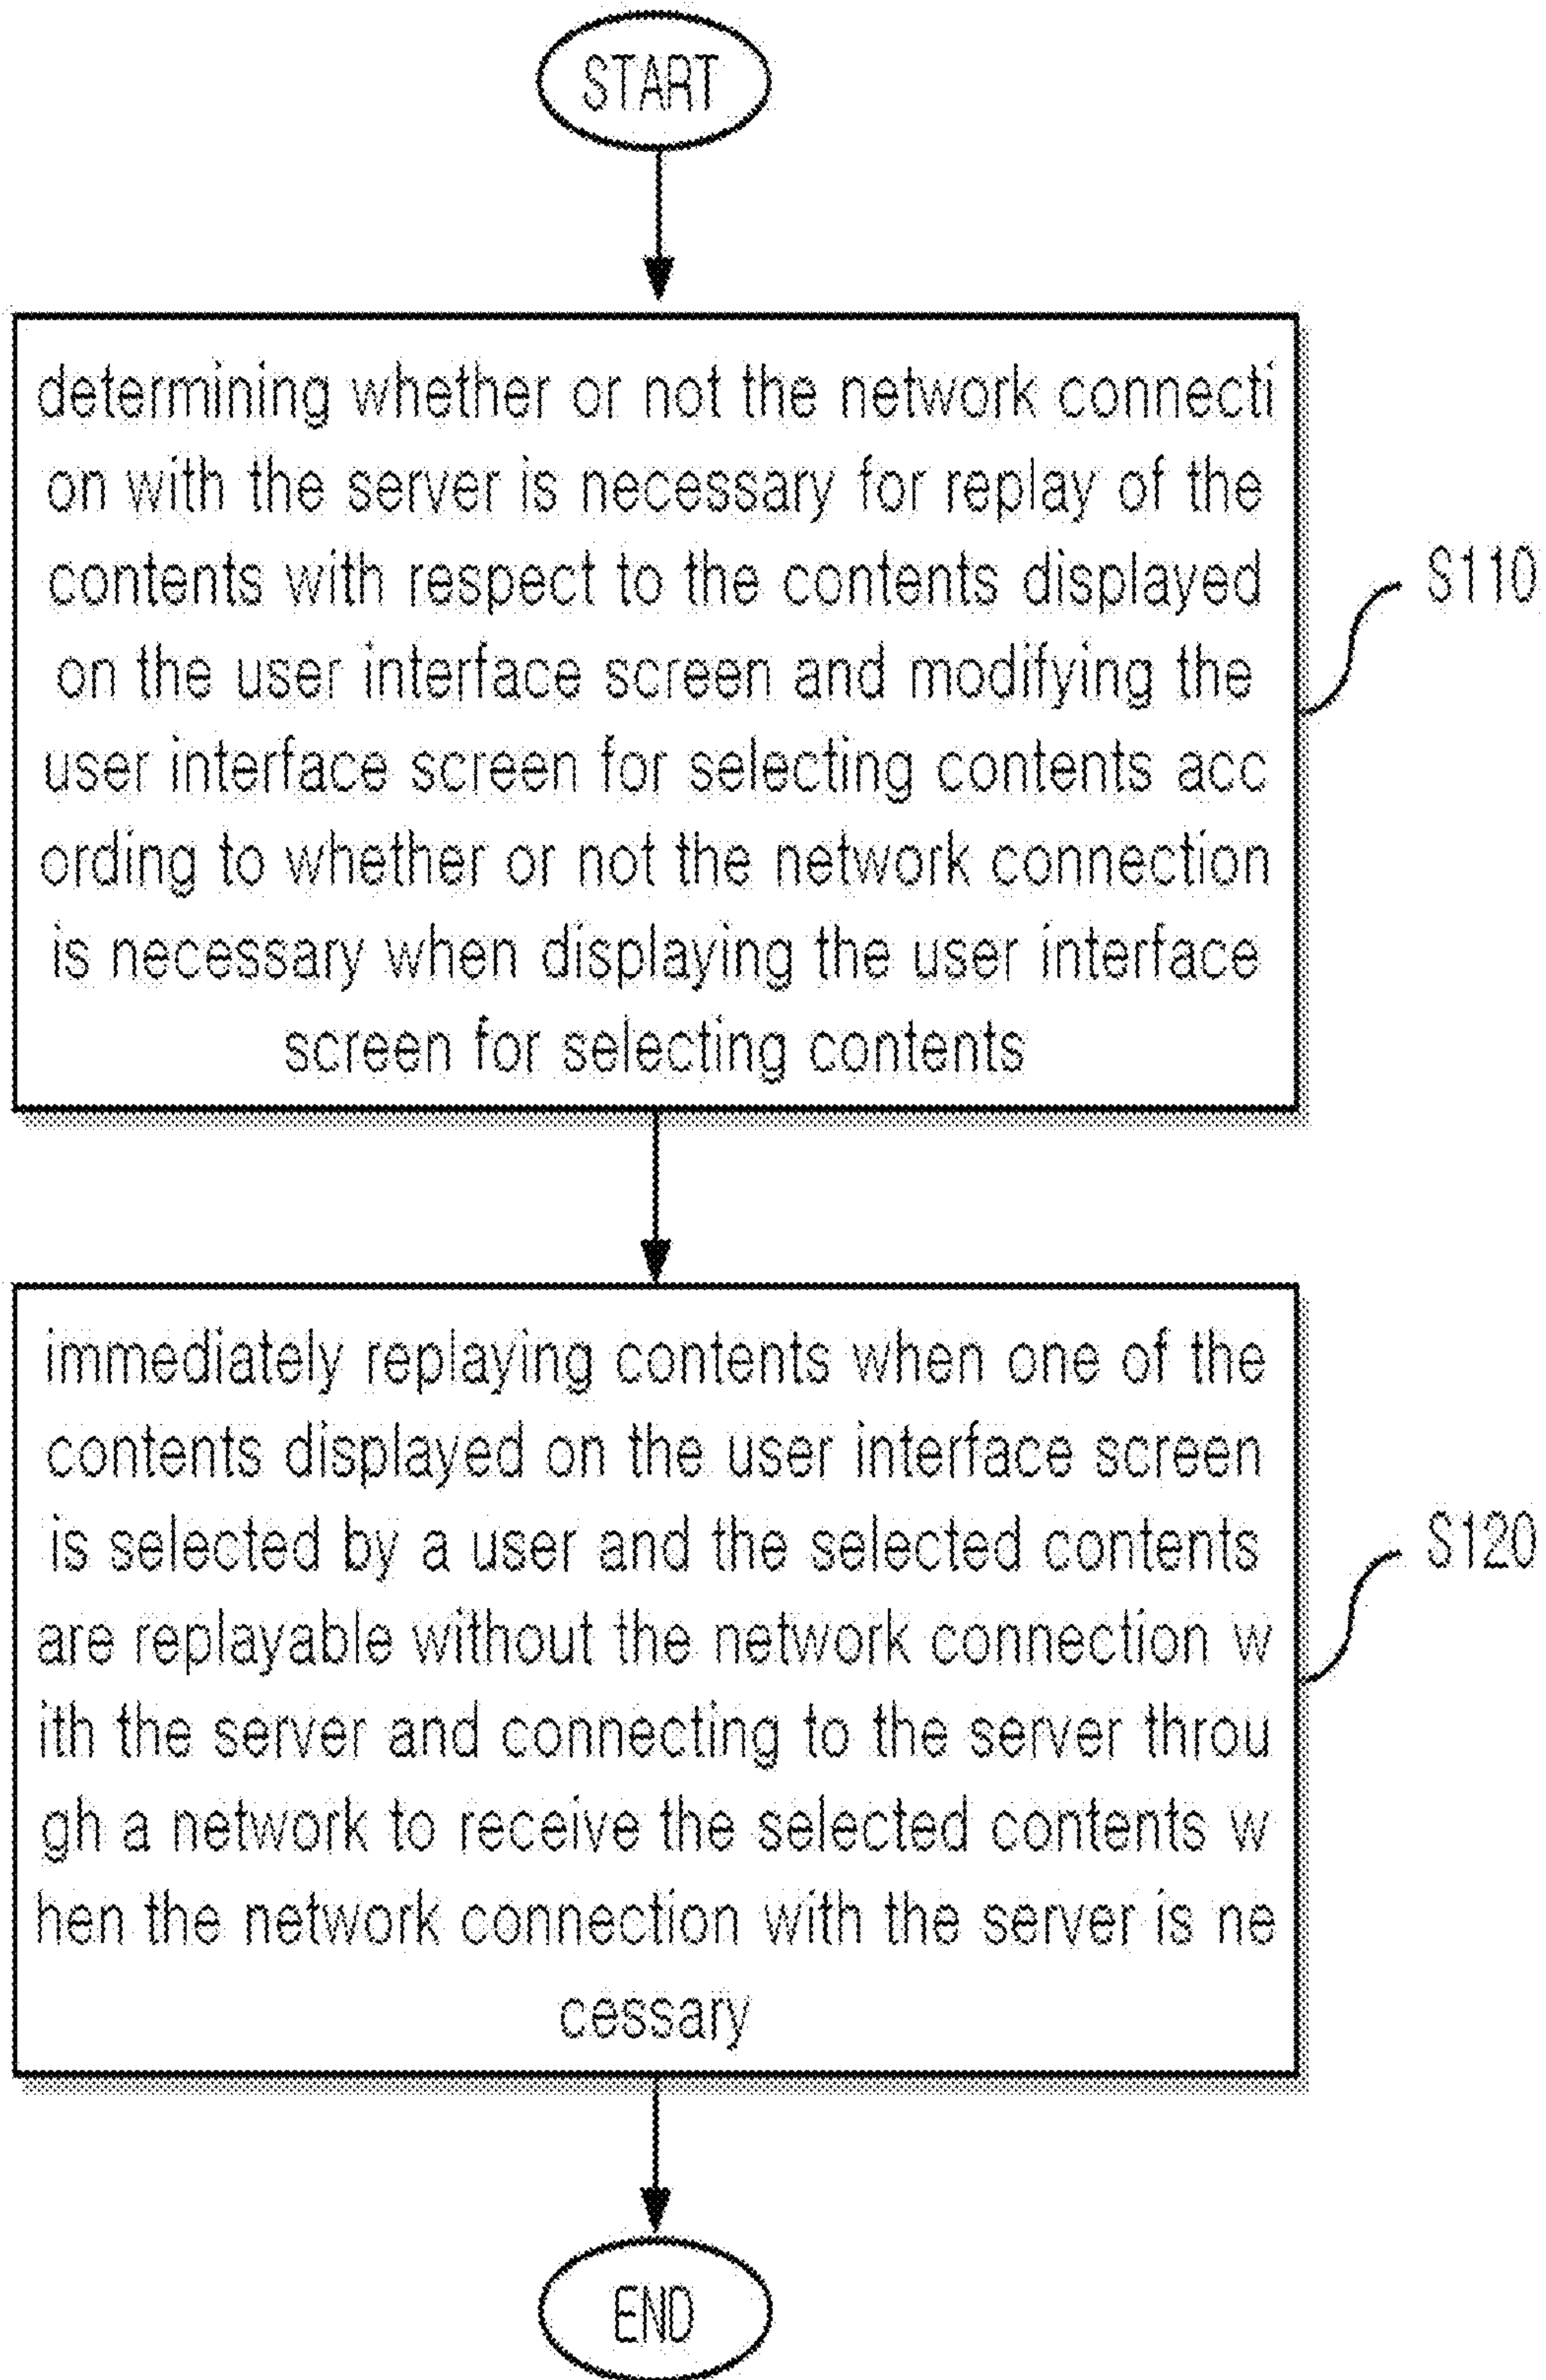 START
determining whether or not the network connecti
on with the server is necessary for replay of the
contents with respect to the contents displayed
on the user interface screen and modifying the
user interface screen for selecting contents acc
ording to whether or not the network connection
is necessary when displaying the user interface
screen for selecting contents
S110
immediately replaying contents when one of the
contents displayed on the user interface screen
is selected by a user and the selected contents
are replayable without the network connection w
ith the server and connecting to the server throu
gh a network to receive the selected contents w
hen the network connection with the server is ne
cessary
S120
END